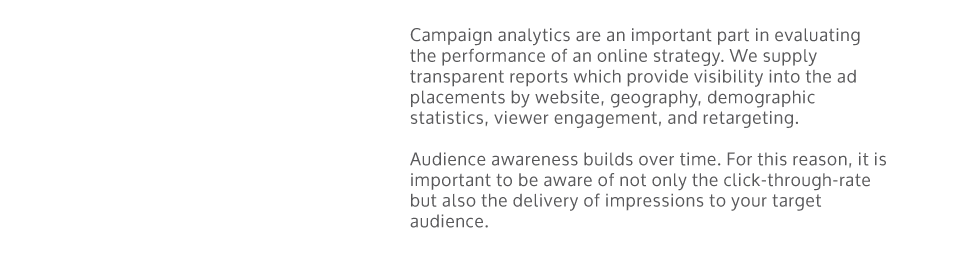 Campaign analytics are an important part in evaluating
the performance of an online strategy. We supply
transparent reports which provide visibility into the ad
placements by website, geography, demographic
statistics, viewer engagement, and retargeting.

Audience awareness builds over time. For this reason, it is
important to be aware of not only the click-through-rate
but also the delivery of impressions to your target
audience.